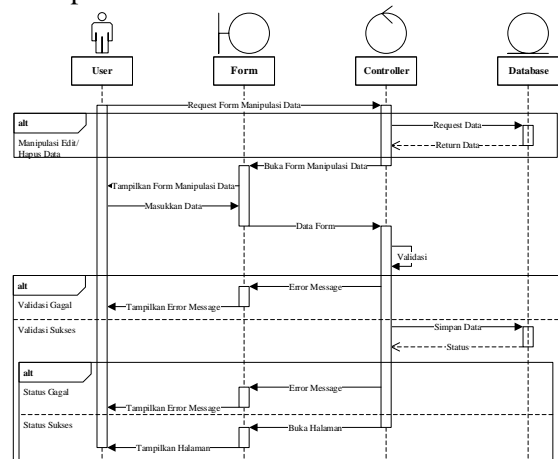 User
Form
Controller
Database
Request Form Manipulasi Data
alt
Manipulasi Edit/
Hapus Data
Request Data
Return Data
Buka Form Manipulasi Data
Tampilkan Form Manipulasi Data
Masukkan Data
Data Form
Validasi
alt
Validasi Gagal
Error Message
Tampilkan Error Message
Validasi Sukses
Simpan Data
Status
alt
Status Gagal
Error Message
Tampilkan Error Message
Status Sukses
Buka Halaman
Tampilkan Halaman